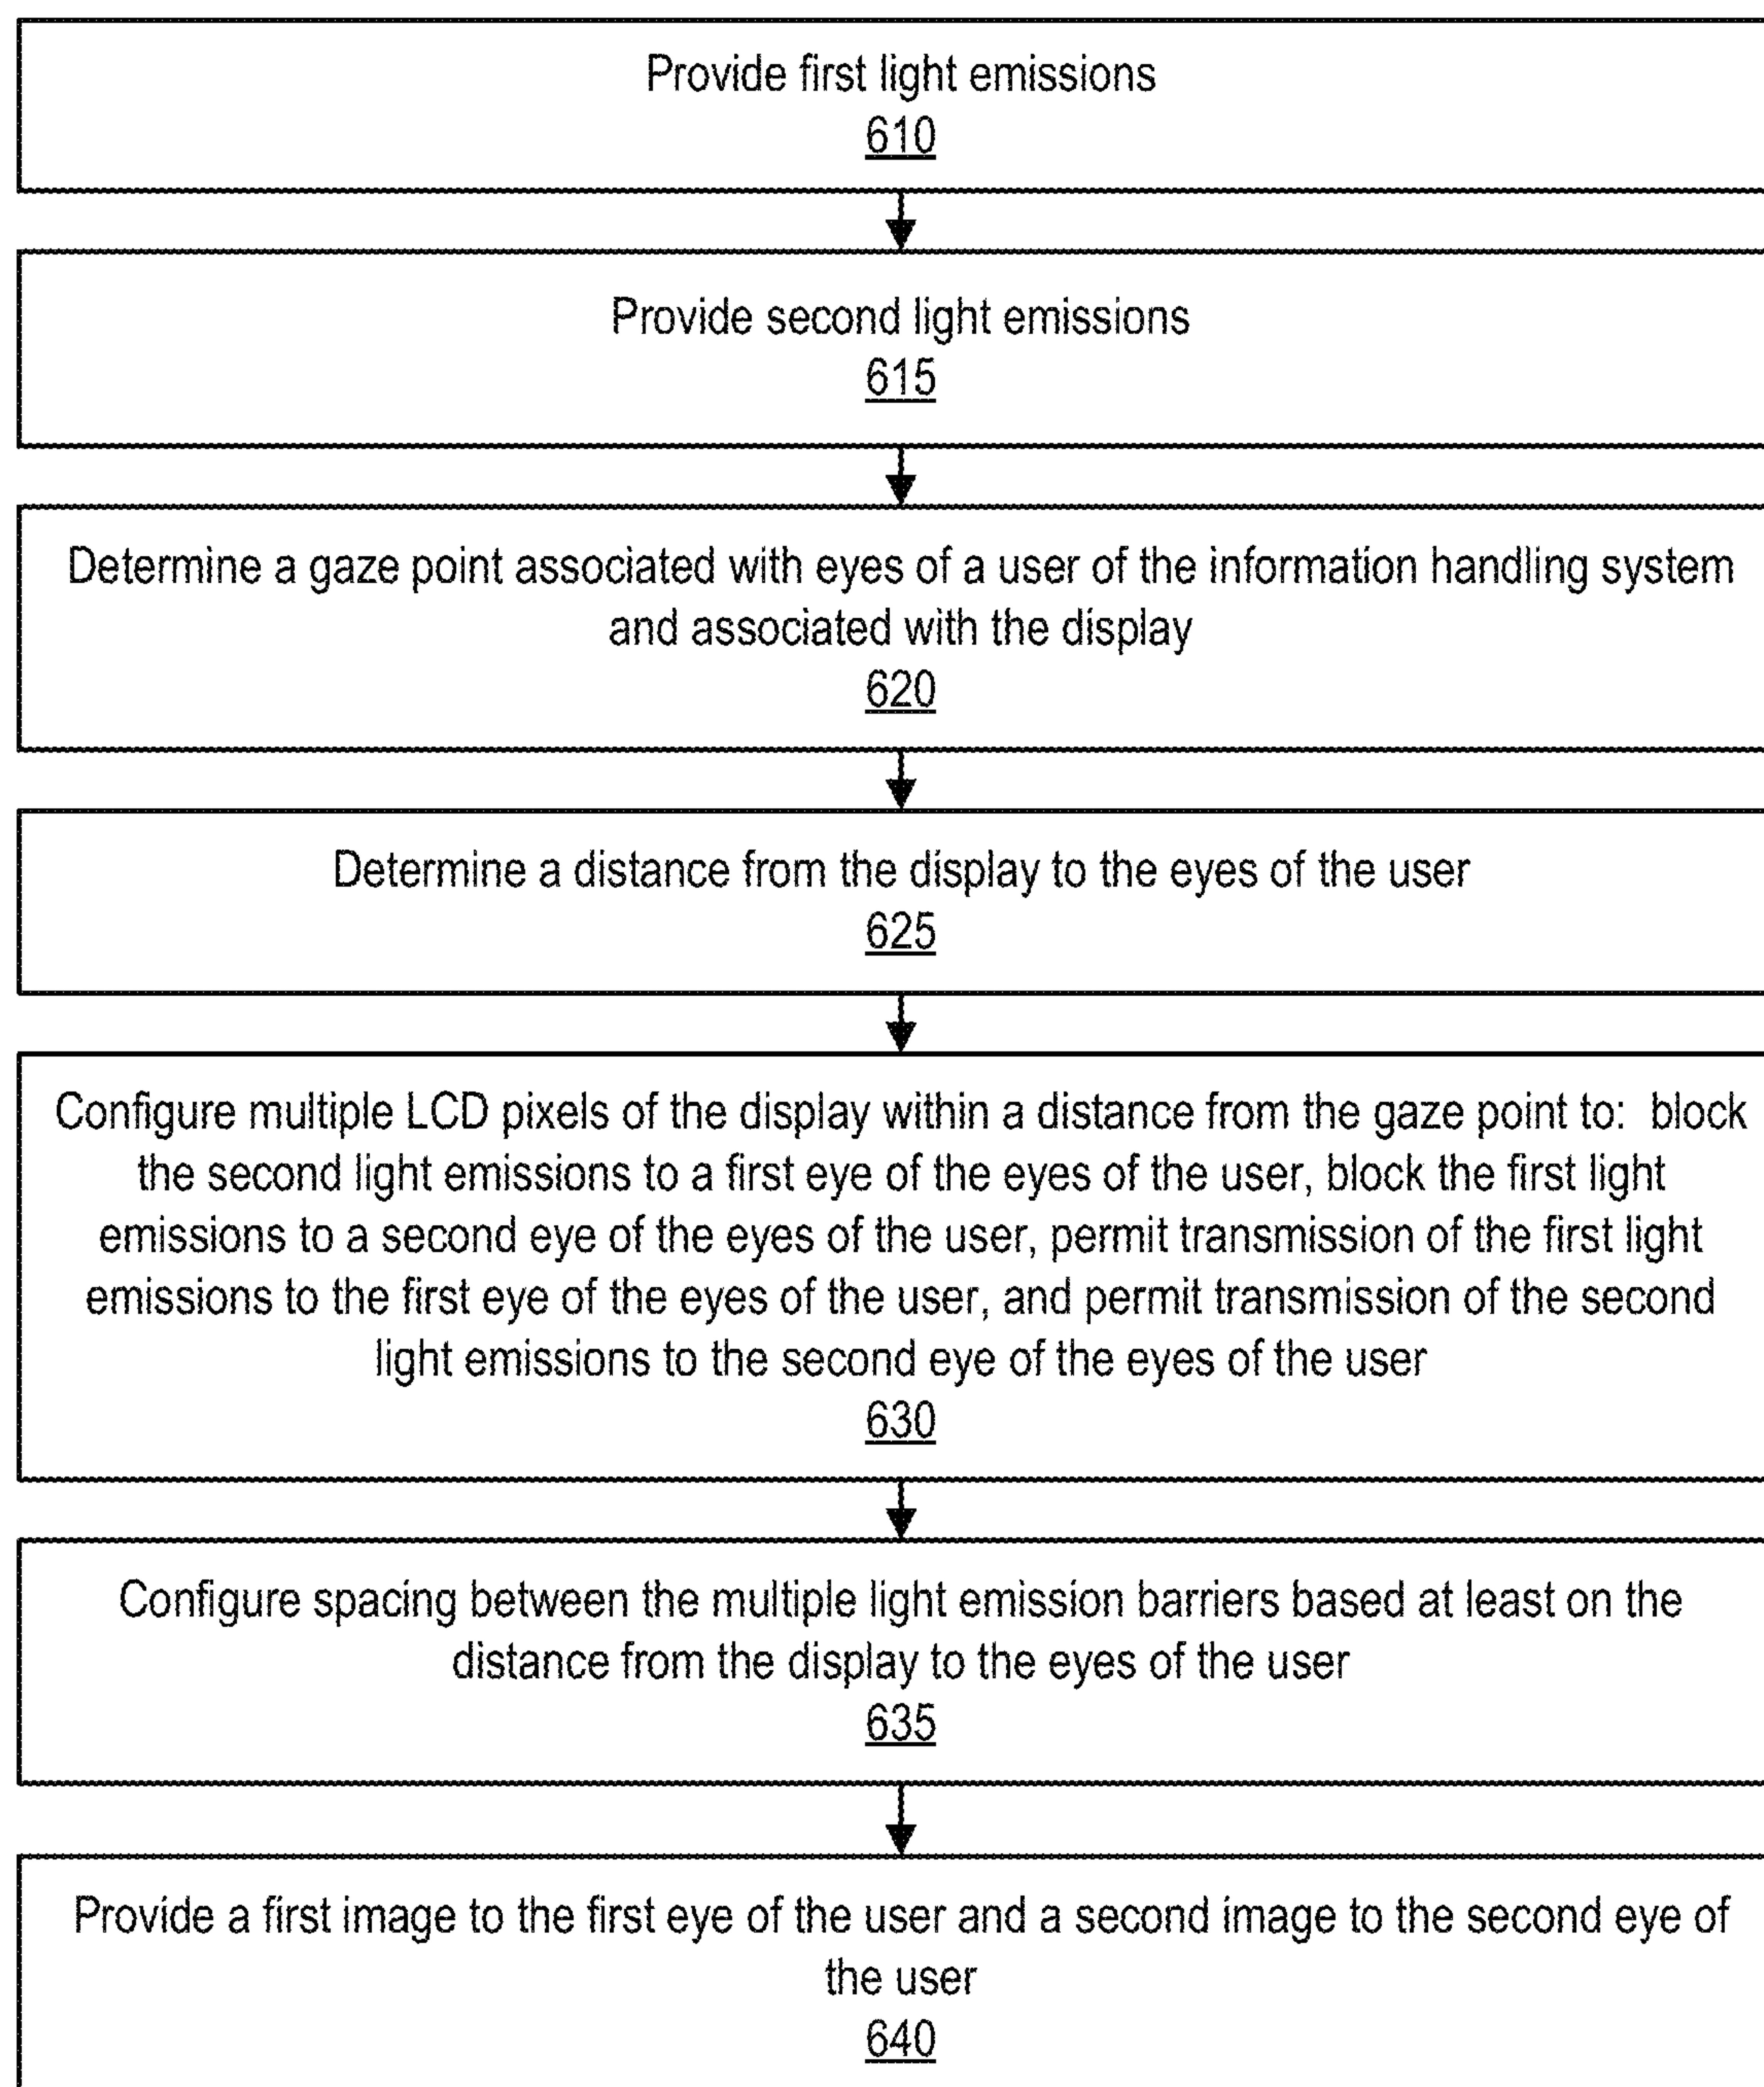 Provide first light emissions
610
Provide second light emissions
615
Determine a gaze point associated with eyes of a user of the information handling system
and associated with the display
620
Determine a distance from the display to the eyes of the user
625
Configure multiple LCD pixels of the display within a distance from the gaze point to:  block
the second light emissions to a first eye of the eyes of the user, block the first light
emissions to a second eye of the eyes of the user, permit transmission of the first light
emissions to the first eye of the eyes of the user, and permit transmission of the second
light emissions to the second eye of the eyes of the user
630
Configure spacing between the multiple light emission barriers based at least on the
distance from the display to the eyes of the user
635
Provide a first image to the first eye of the user and a second image to the second eye of
the user
640